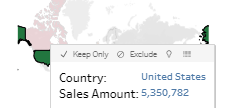 Keep Only Exclude
Country: United States
Sales Amount: 5,350,782